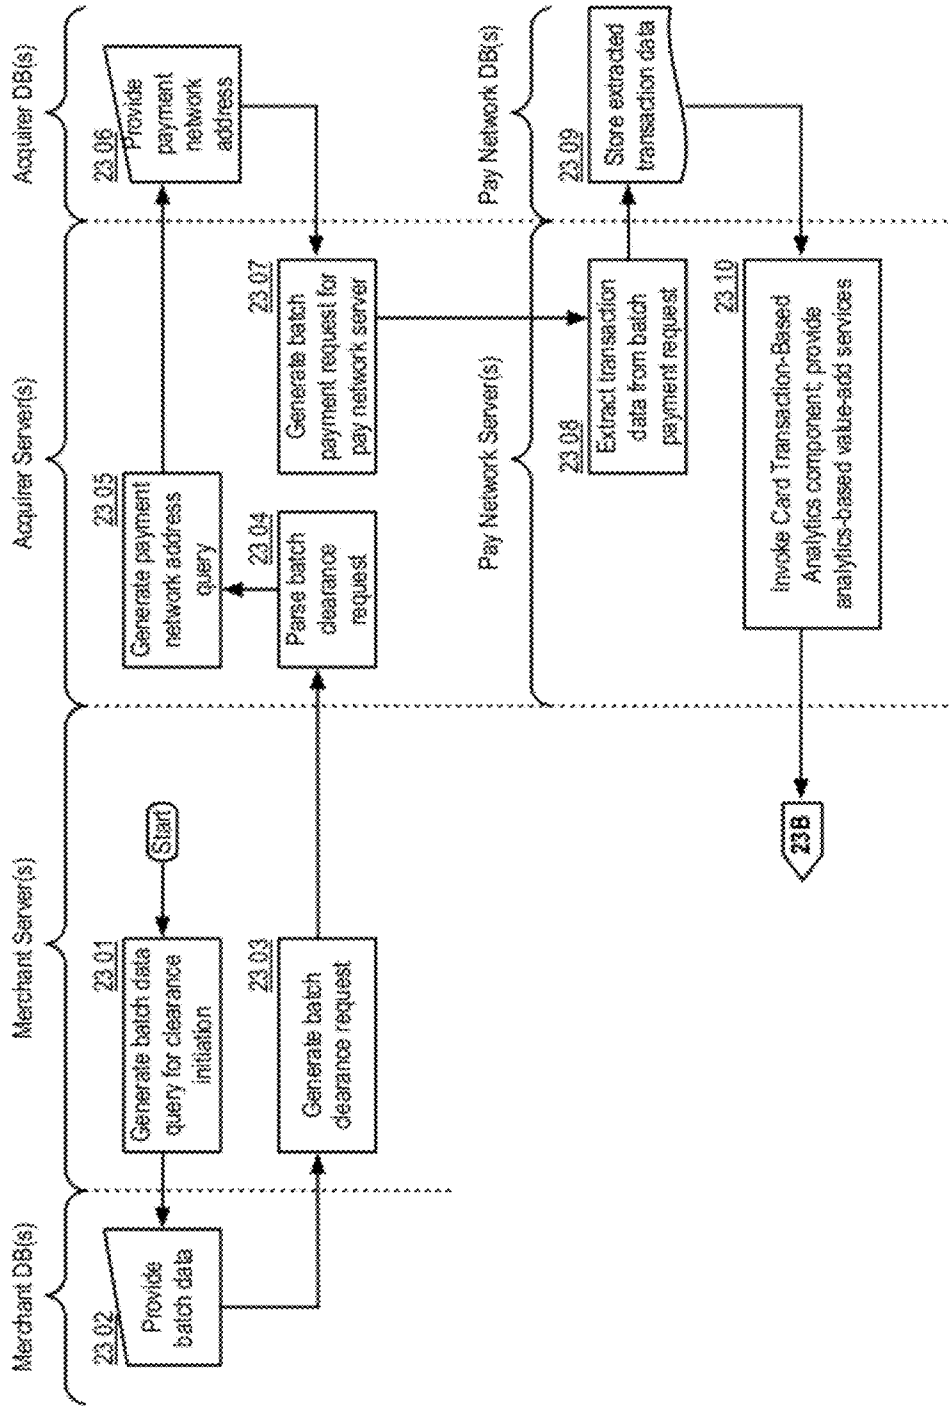 Merchant DB(s)
Merchant Server(s)
Acquirer Server(s)
Acquirer DB(s)
Start
23 01
Generate batch data
query for clearance
initiation
23 02
Provide
batch data
23 03
Generate batch
clearance request
23 04
Parse batch
clearance
request
23 05
Generate payment
network address
query
23 06
Provide
payment
network
address
23 07
Generate batch
payment request for
pay network server
Pay Network Server(s)
Pay Network DB(s)
23 08
Extract transaction
data from batch
payment request
23 09
Store extracted
transaction data
23 10
Invoke Card Transaction-Based
Analytics component; provide
analytics-based value-add services
23B